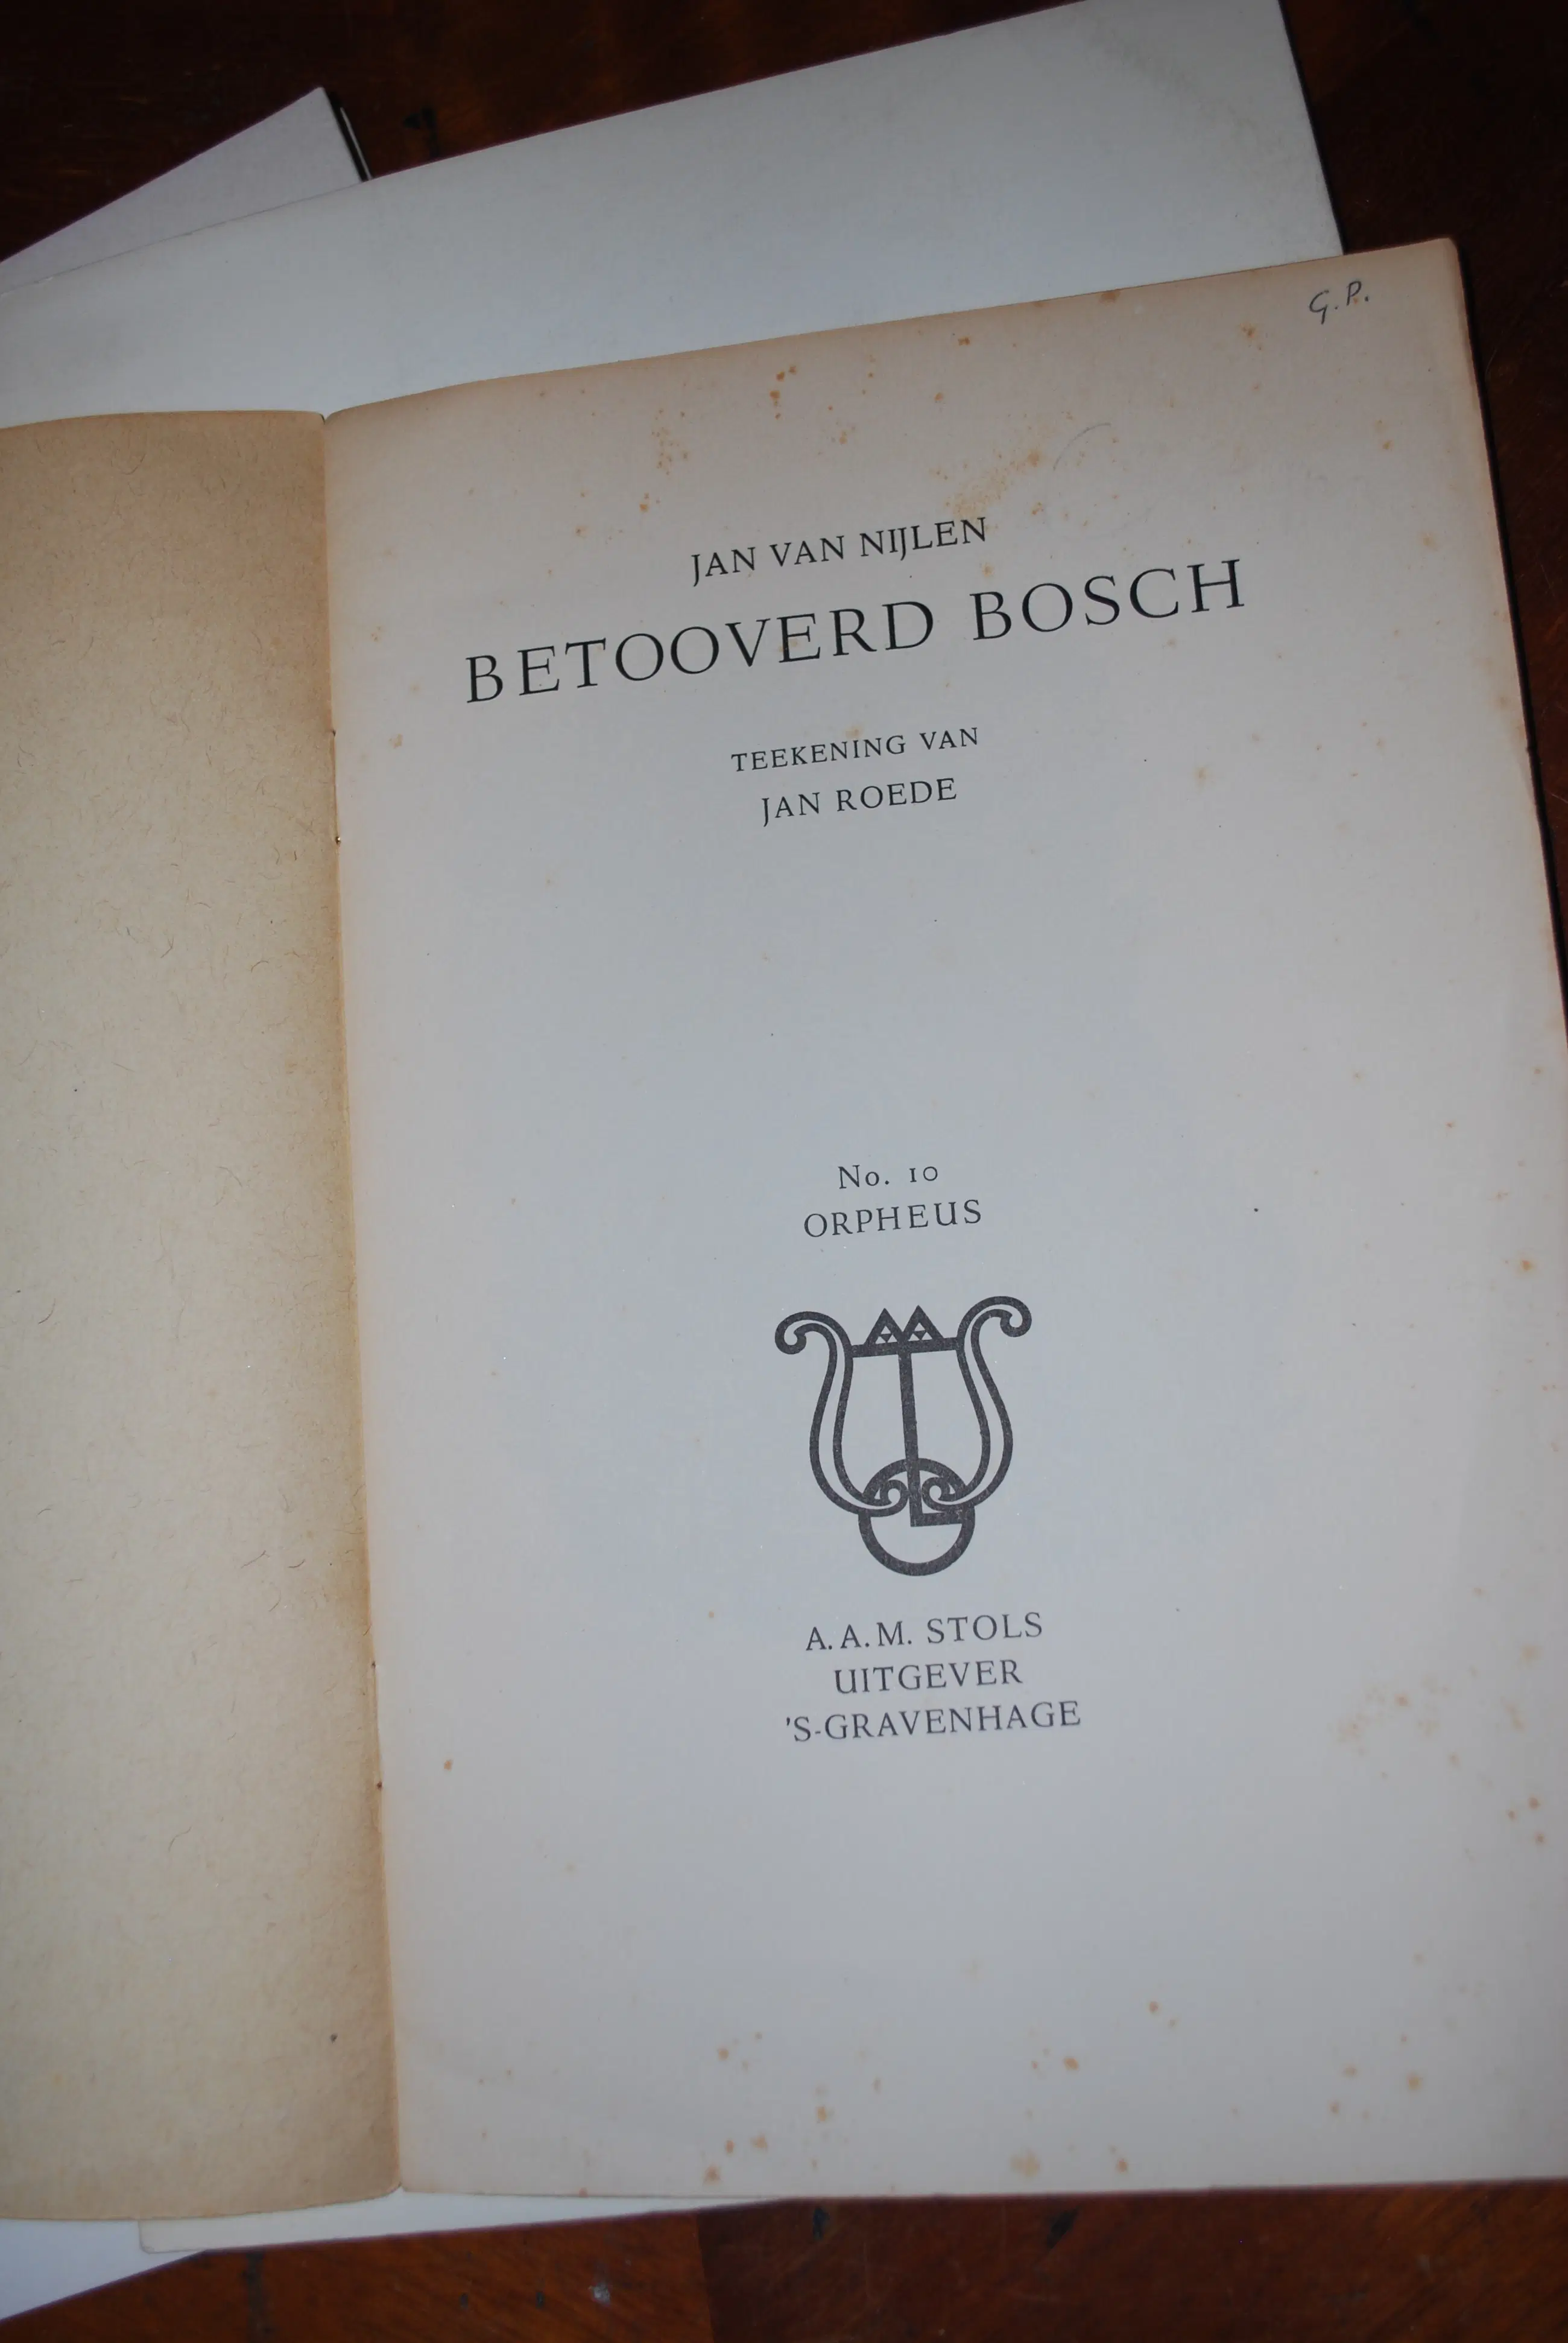 G.P.
JAN VAN NIJLEN
BETOOVERD BOSCH
TEEKENING VAN
JAN ROEDE
No. 10
ORPHEUS
A.A.M. STOLS
UITGEVER
'S-GRAVENHAGE